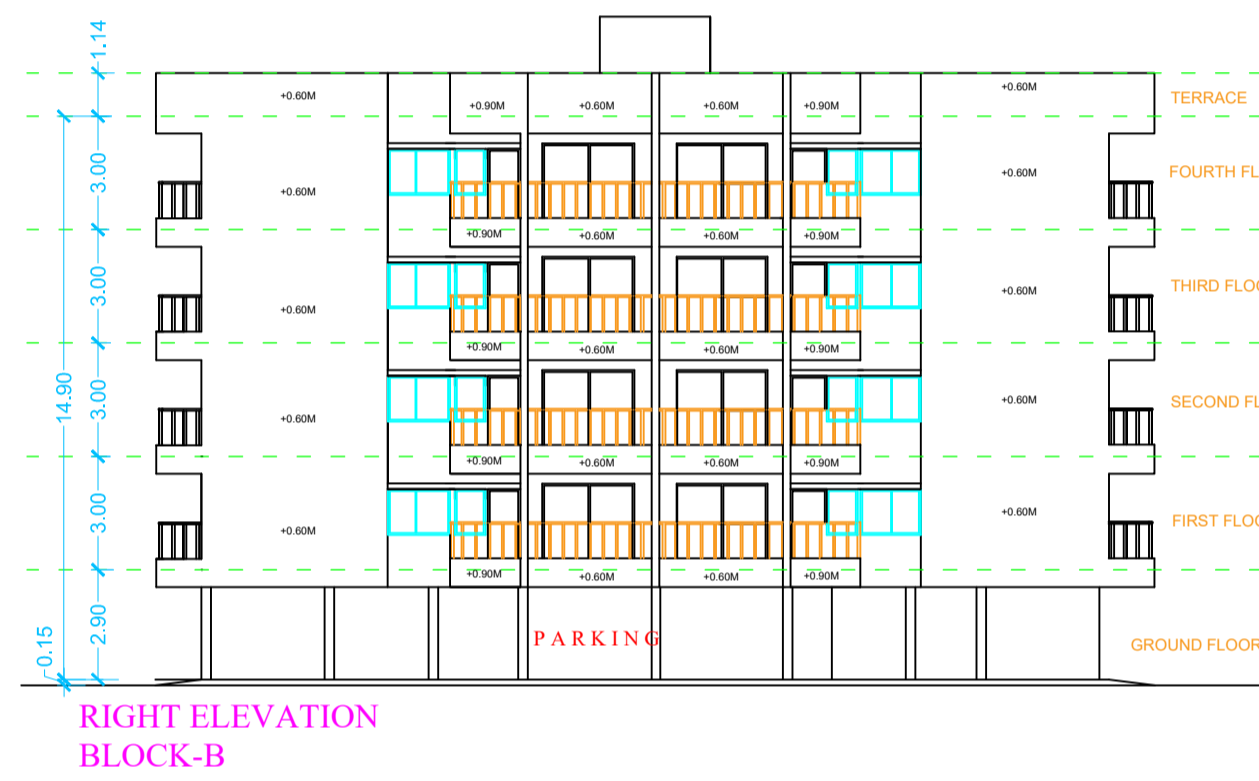 1.14
+0.60M
+0.90M
+0.60M
+0.60M
+0.90M
+0.60M
TERRACE
3.00
+0.60M
+0.60M
FOURTH FL
+0.90M
+0.60M
+0.60M
+0.90M
3.00
+0.60M
+0.60M
THIRD FLOO
+0.90M
+0.60M
+0.60M
+0.90M
14.90
3.00
+0.60M
+0.60M
SECOND FL
+0.90M
+0.60M
+0.60M
+0.90M
3.00
+0.60M
+0.60M
FIRST FLOO
+0.90M
+0.60M
+0.60M
+0.90M
0.15
2.90
PARKING
GROUND FLOOR
RIGHT ELEVATION
BLOCK-B